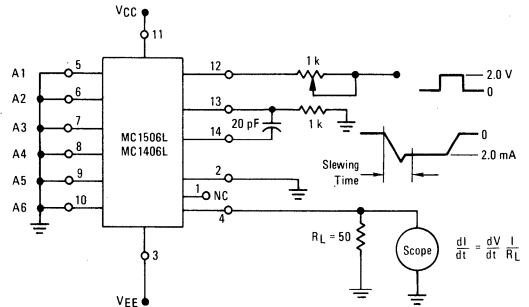 VCC
11
A1 5
A2 6
A3 7
A4 8
A5 9
A6 10
MC1506L
MC1406L
12
1 k
2.0 V
0
13
20 pF
1 k
14
0
2.0 mA
Slewing
Time
2
1 NC
4
RL = 50
Scope
dI/dt = dV/dt I/RL
3
VEE